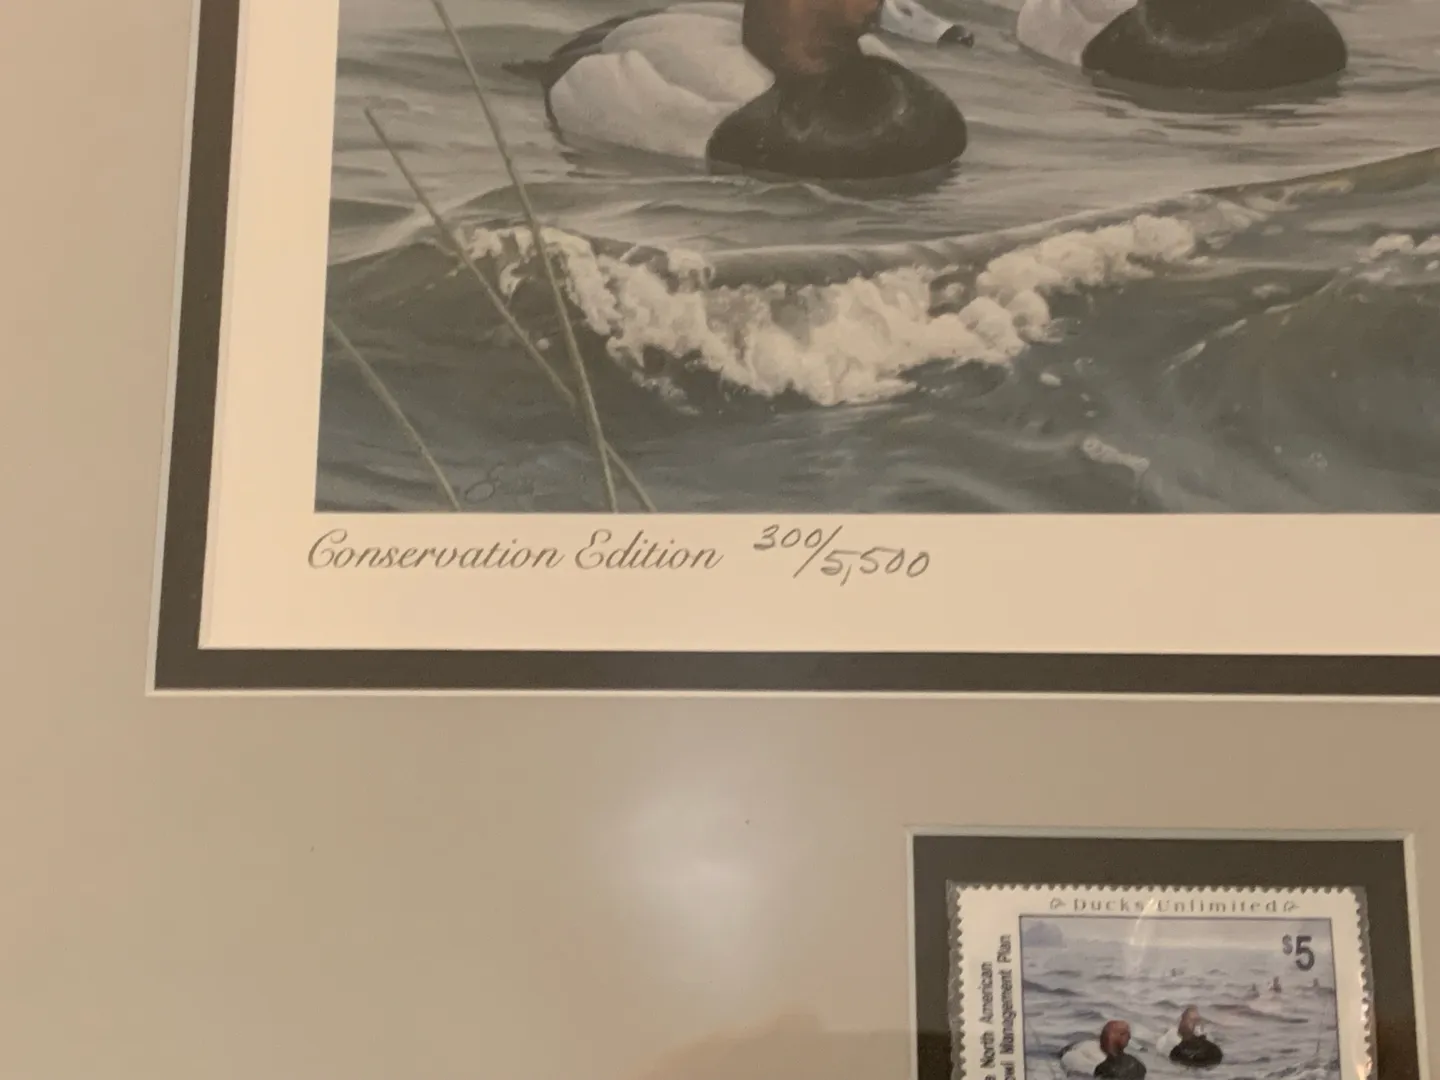 Conservation Edition 300/5,500
Ducks Unlimited
$5
North American
Management Plan